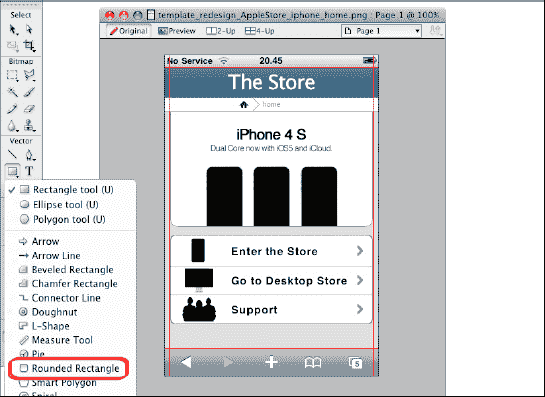 Select
template_redesign_AppleStore_iphone_home.png : Page 1 @ 100%
Original
Preview
2-Up
4-Up
Page 1
Bitmap
Vector
T
Rectangle tool (U)
Ellipse tool (U)
Polygon tool (U)
Arrow
Arrow Line
Beveled Rectangle
Chamfer Rectangle
Connector Line
Doughnut
L-Shape
Measure Tool
Pie
Rounded Rectangle
Smart Polygon
Spiral
No Service
20.45
The Store
home
iPhone 4 S
Dual Core now with iOS5 and iCloud.
Enter the Store
Go to Desktop Store
Support
5